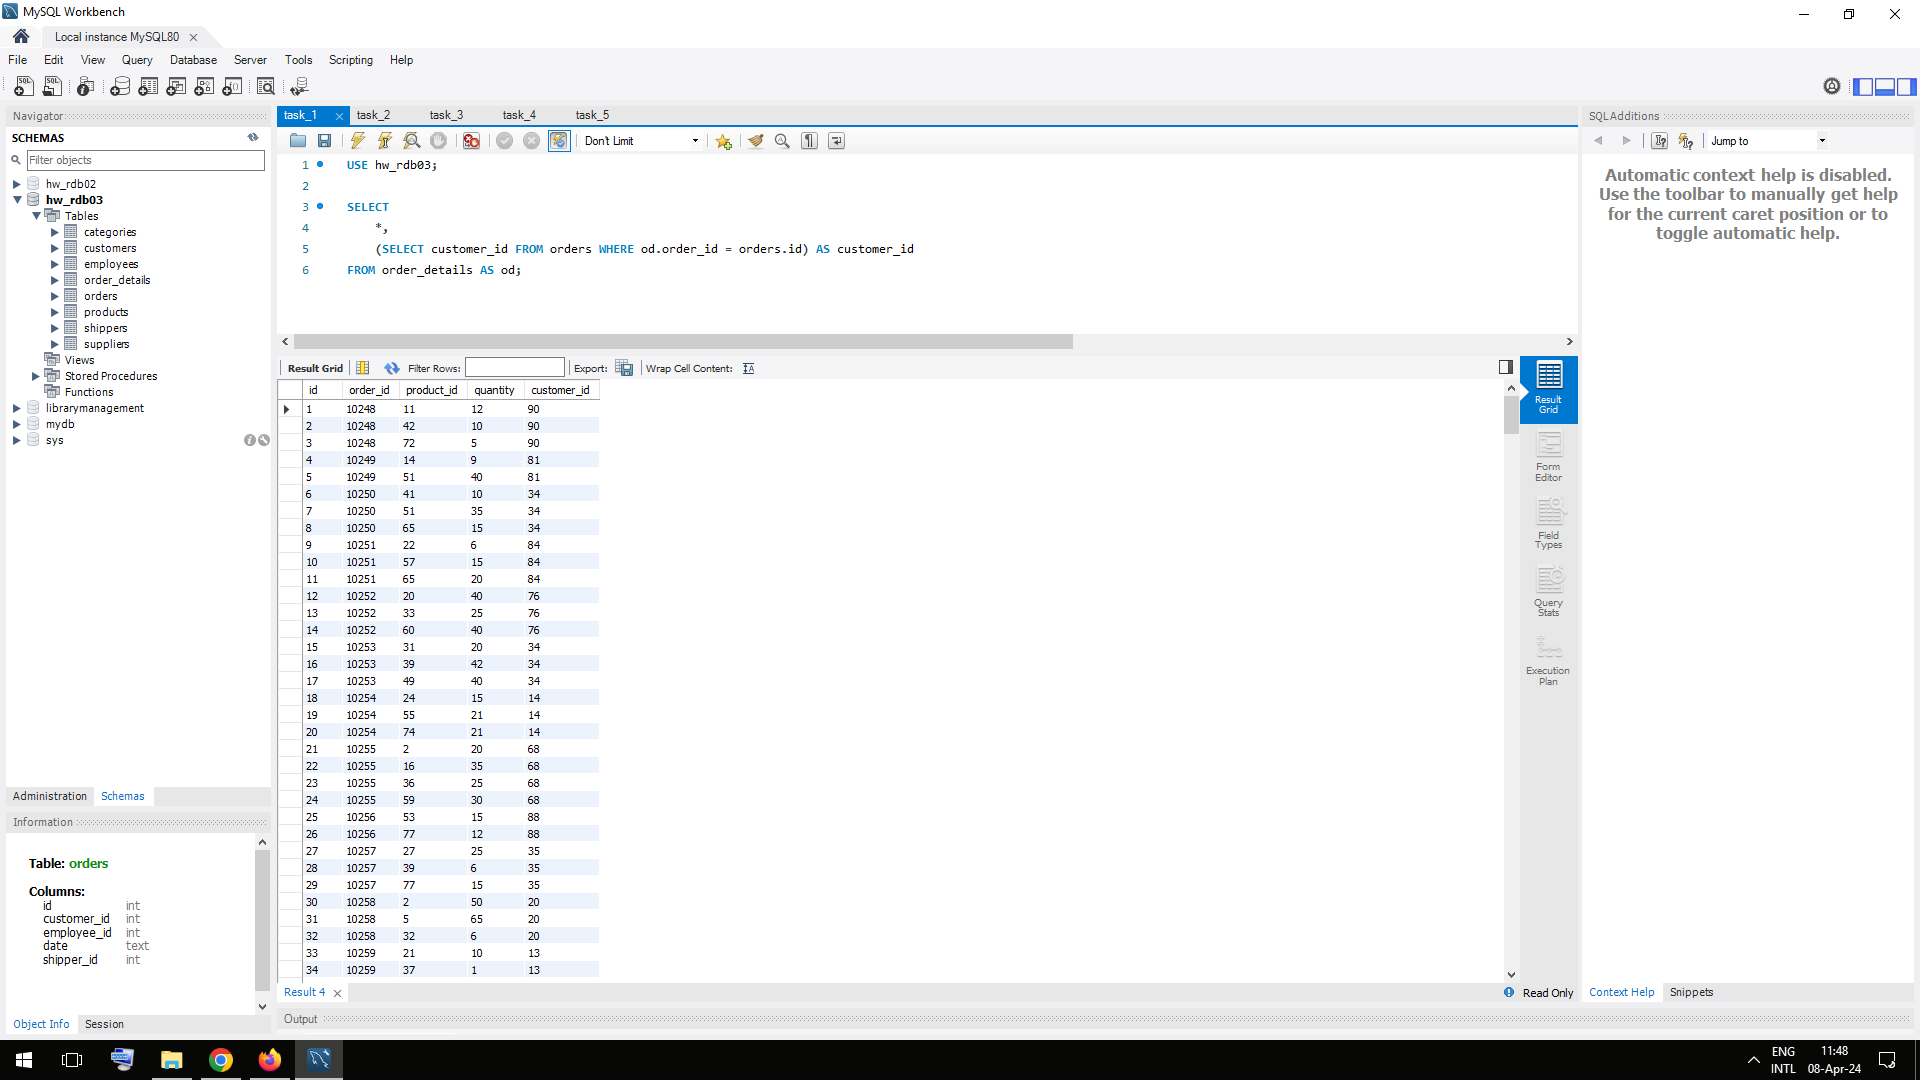 MySQL Workbench
Local instance MySQL80
File Edit View Query Database Server Tools Scripting Help
Navigator
SCHEMAS
Filter objects
hw_rdb02
hw_rdb03
Tables
categories
customers
employees
order_details
orders
products
shippers
suppliers
Views
Stored Procedures
Functions
librarymanagement
mydb
sys
Administration Schemas
Information
Table: orders
Columns:
id int
customer_id int
employee_id int
date text
shipper_id int
Object Info Session
task_1 task_2 task_3 task_4 task_5
Don't Limit
1 USE hw_rdb03;
2
3 SELECT
4 *,
5 (SELECT customer_id FROM orders WHERE od.order_id = orders.id) AS customer_id
6 FROM order_details AS od;
Result Grid Filter Rows: Export: Wrap Cell Content:
id order_id product_id quantity customer_id
1 10248 11 12 90
2 10248 42 10 90
3 10248 72 5 90
4 10249 14 9 81
5 10249 51 40 81
6 10250 41 10 34
7 10250 51 35 34
8 10250 65 15 34
9 10251 22 6 84
10 10251 57 15 84
11 10251 65 20 84
12 10252 20 40 76
13 10252 33 25 76
14 10252 60 40 76
15 10253 31 20 34
16 10253 39 42 34
17 10253 49 40 34
18 10254 24 15 14
19 10254 55 21 14
20 10254 74 21 14
21 10255 2 20 68
22 10255 16 35 68
23 10255 36 25 68
24 10255 59 30 68
25 10256 53 15 88
26 10256 77 12 88
27 10257 27 25 35
28 10257 39 6 35
29 10257 77 15 35
30 10258 2 50 20
31 10258 5 65 20
32 10258 32 6 20
33 10259 21 10 13
34 10259 37 1 13
Result 4
Read Only
Output
Result
Grid
Form
Editor
Field
Types
Query
Stats
Execution
Plan
SQLAdditions
Jump to
Automatic context help is disabled.
Use the toolbar to manually get help
for the current caret position or to
toggle automatic help.
Context Help Snippets
ENG
INTL
11:48
08-Apr-24